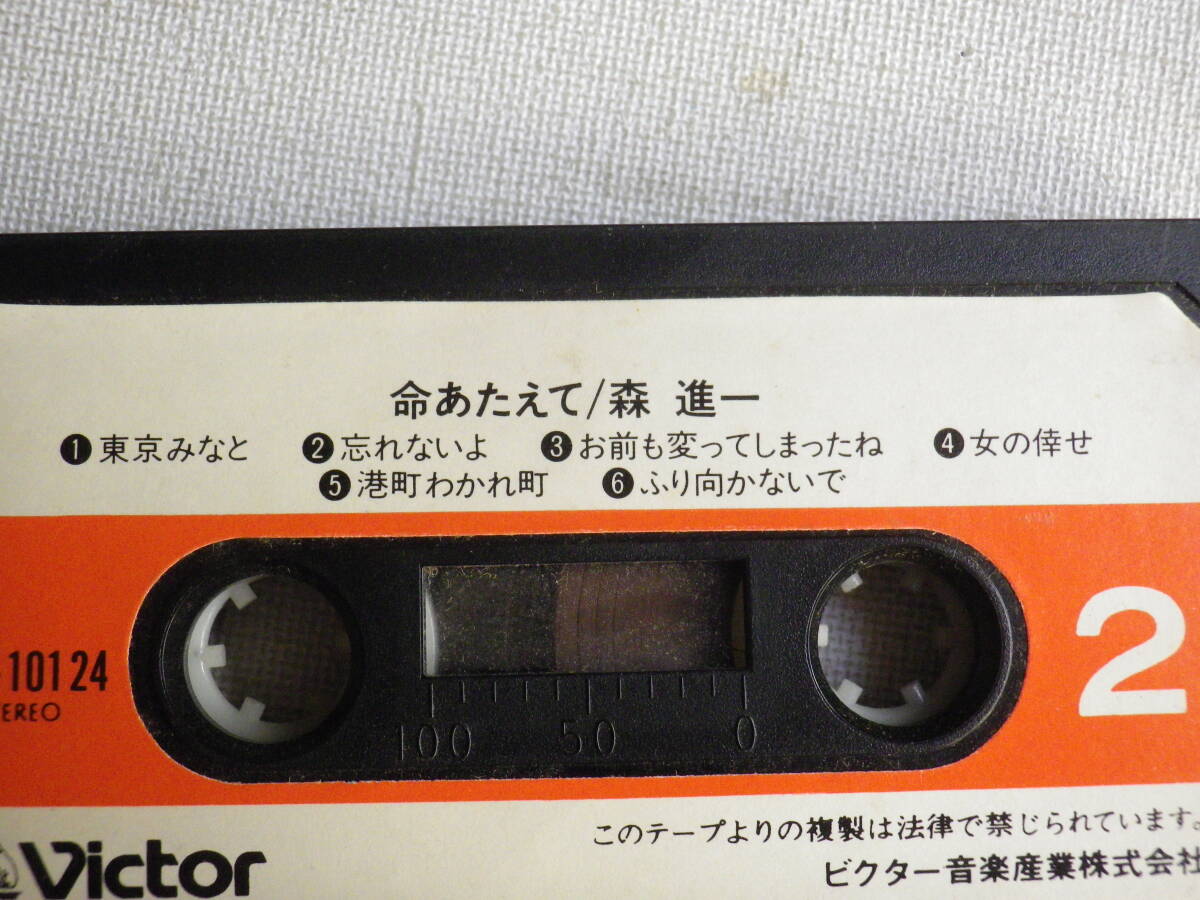 命あたえて/森 進一
❶東京みなと ❷忘れないよ ❸お前も変ってしまったね ❹女の倖せ
❺港町わかれ町 ❻ふり向かないで
2
10124
EREO
100 50 0
このテープよりの複製は法律で禁じられています。
Victor
ビクター音楽産業株式会社